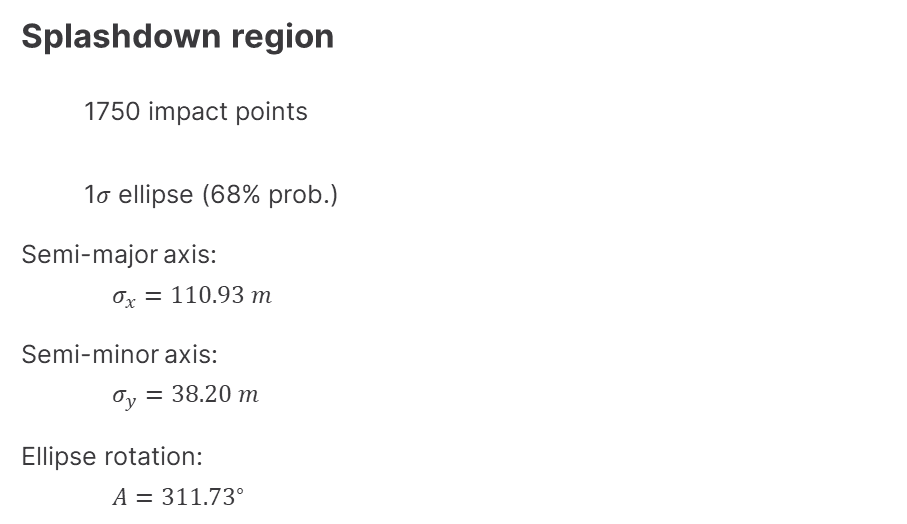 Splashdown region
1750 impact points
1σ ellipse (68% prob.)
Semi-major axis:
σₓ = 110.93 m
Semi-minor axis:
σ_y = 38.20 m
Ellipse rotation:
A = 311.73°